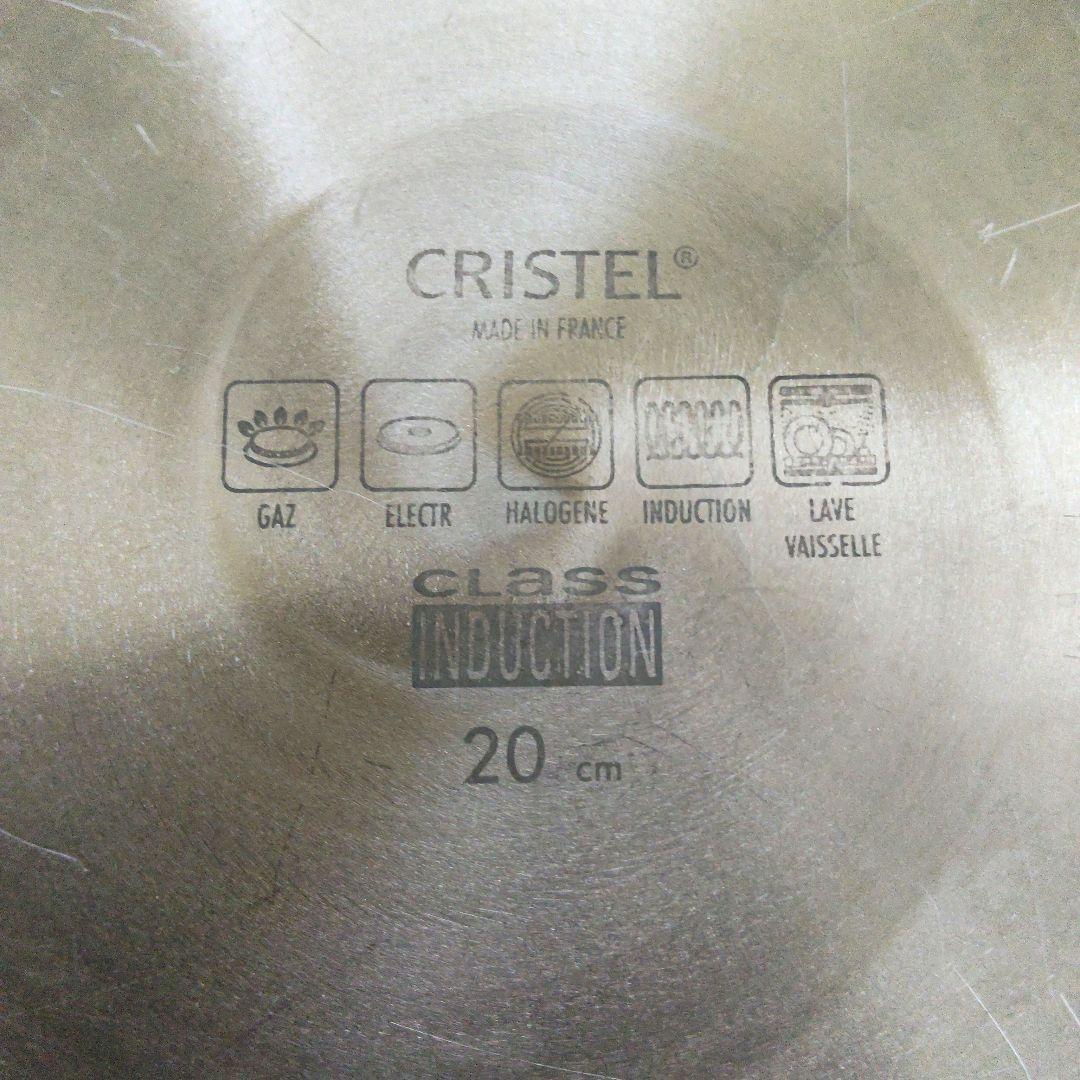 CRISTEL®
MADE IN FRANCE
GAZ ELECTR HALOGENE INDUCTION LAVE VAISSELLE
CLASS
INDUCTION
20 cm